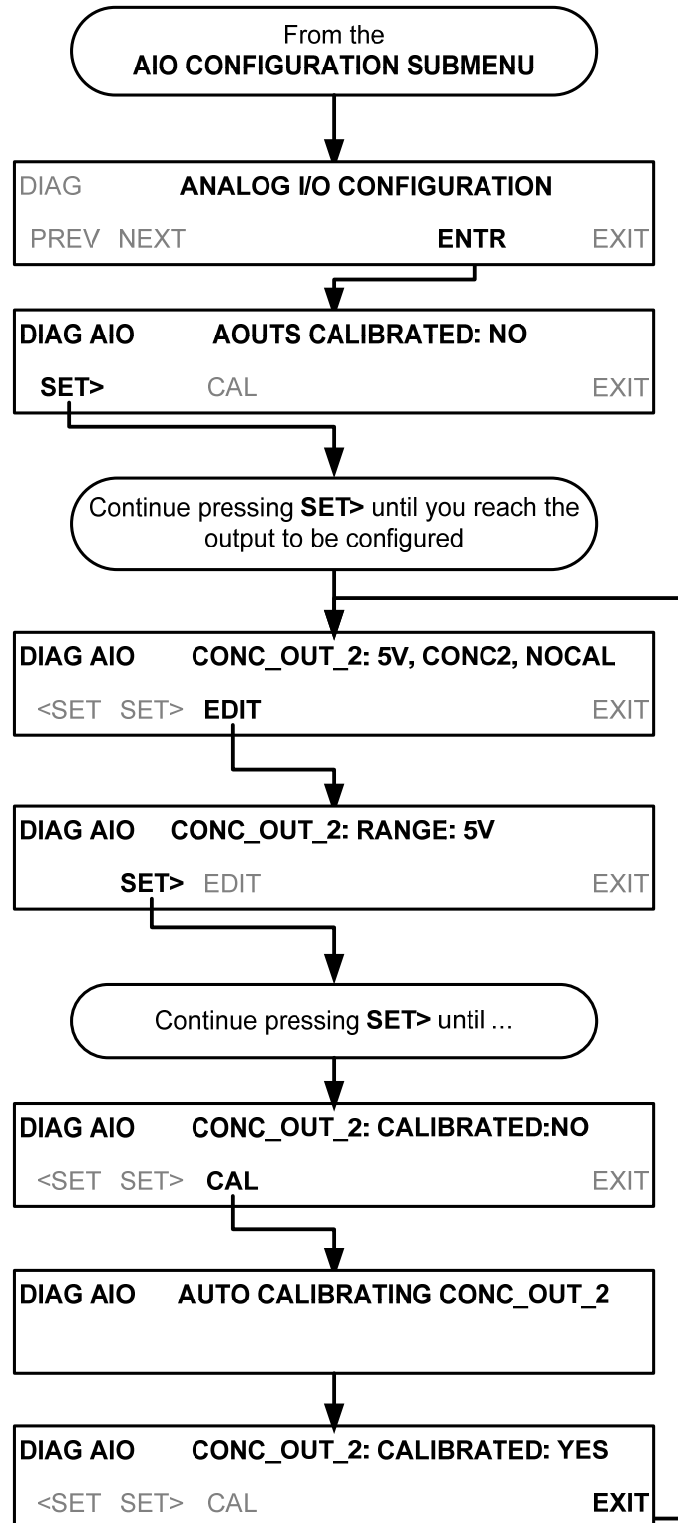 From the
AIO CONFIGURATION SUBMENU
DIAG ANALOG I/O CONFIGURATION
PREV NEXT ENTR EXIT
DIAG AIO AOUTS CALIBRATED: NO
SET> CAL EXIT
Continue pressing SET> until you reach the
output to be configured
DIAG AIO CONC_OUT_2: 5V, CONC2, NOCAL
<SET SET> EDIT EXIT
DIAG AIO CONC_OUT_2: RANGE: 5V
SET> EDIT EXIT
Continue pressing SET> until ...
DIAG AIO CONC_OUT_2: CALIBRATED:NO
<SET SET> CAL EXIT
DIAG AIO AUTO CALIBRATING CONC_OUT_2
DIAG AIO CONC_OUT_2: CALIBRATED: YES
<SET SET> CAL EXIT